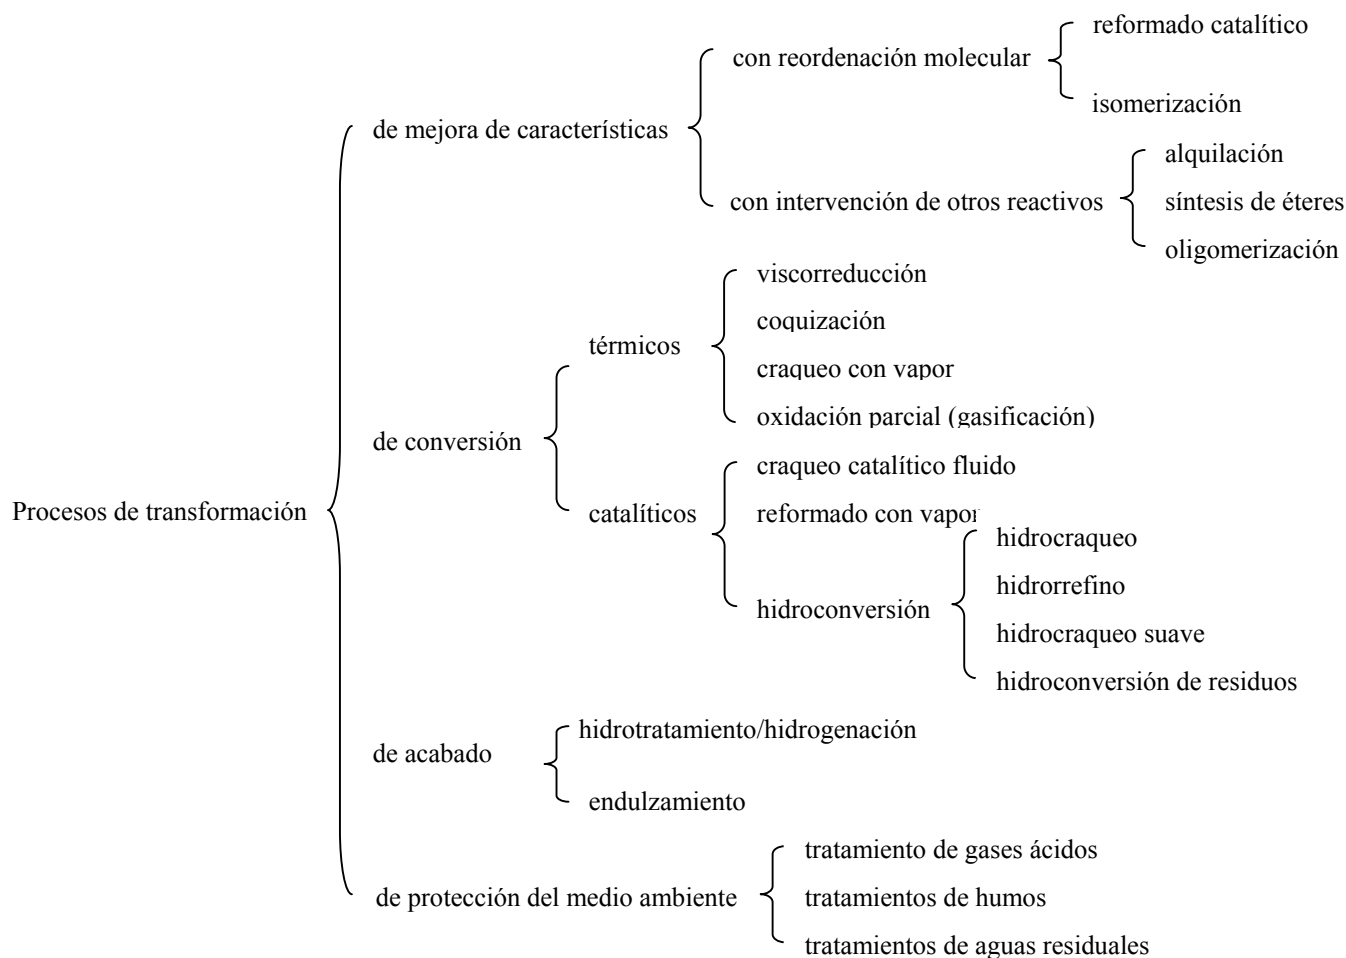 reformado catalítico
con reordenación molecular
isomerización
de mejora de características
alquilación
con intervención de otros reactivos
síntesis de éteres
oligomerización
viscorreducción
coquización
térmicos
craqueo con vapor
oxidación parcial (gasificación)
de conversión
craqueo catalítico fluido
Procesos de transformación
catalíticos
reformado con vapor
hidrocraqueo
hidrorrefino
hidroconversión
hidrocraqueo suave
hidroconversión de residuos
hidrotratamiento/hidrogenación
de acabado
endulzamiento
tratamiento de gases ácidos
de protección del medio ambiente
tratamientos de humos
tratamientos de aguas residuales